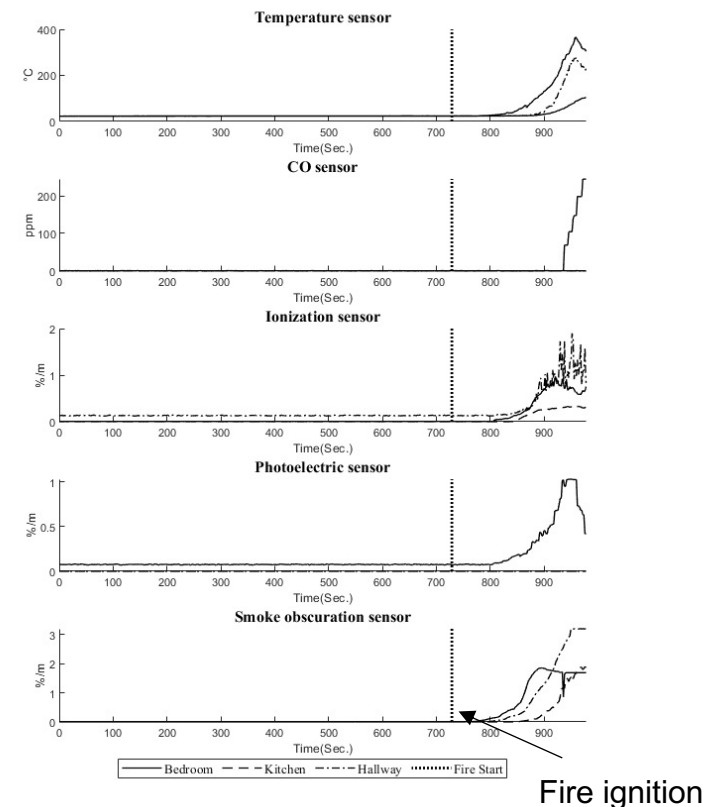 Temperature sensor
400
200
0
°C
0 100 200 300 400 500 600 700 800 900
Time(Sec.)
CO sensor
200
100
0
ppm
0 100 200 300 400 500 600 700 800 900
Time(Sec.)
Ionization sensor
2
1
0
%/m
0 100 200 300 400 500 600 700 800 900
Time(Sec.)
Photoelectric sensor
1
0.5
0
%/m
0 100 200 300 400 500 600 700 800 900
Time(Sec.)
Smoke obscuration sensor
3
2
1
0
%/m
0 100 200 300 400 500 600 700 800 900
Time(Sec.)
Bedroom Kitchen Hallway Fire Start
Fire ignition